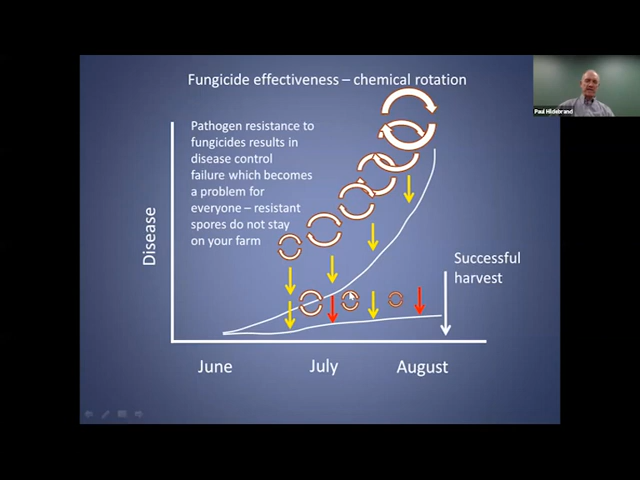 Fungicide effectiveness – chemical rotation
Paul Hildebrand
Pathogen resistance to
fungicides results in
disease control
failure which becomes
a problem for
everyone – resistant
spores do not stay
on your farm
Disease
Successful
harvest
June July August